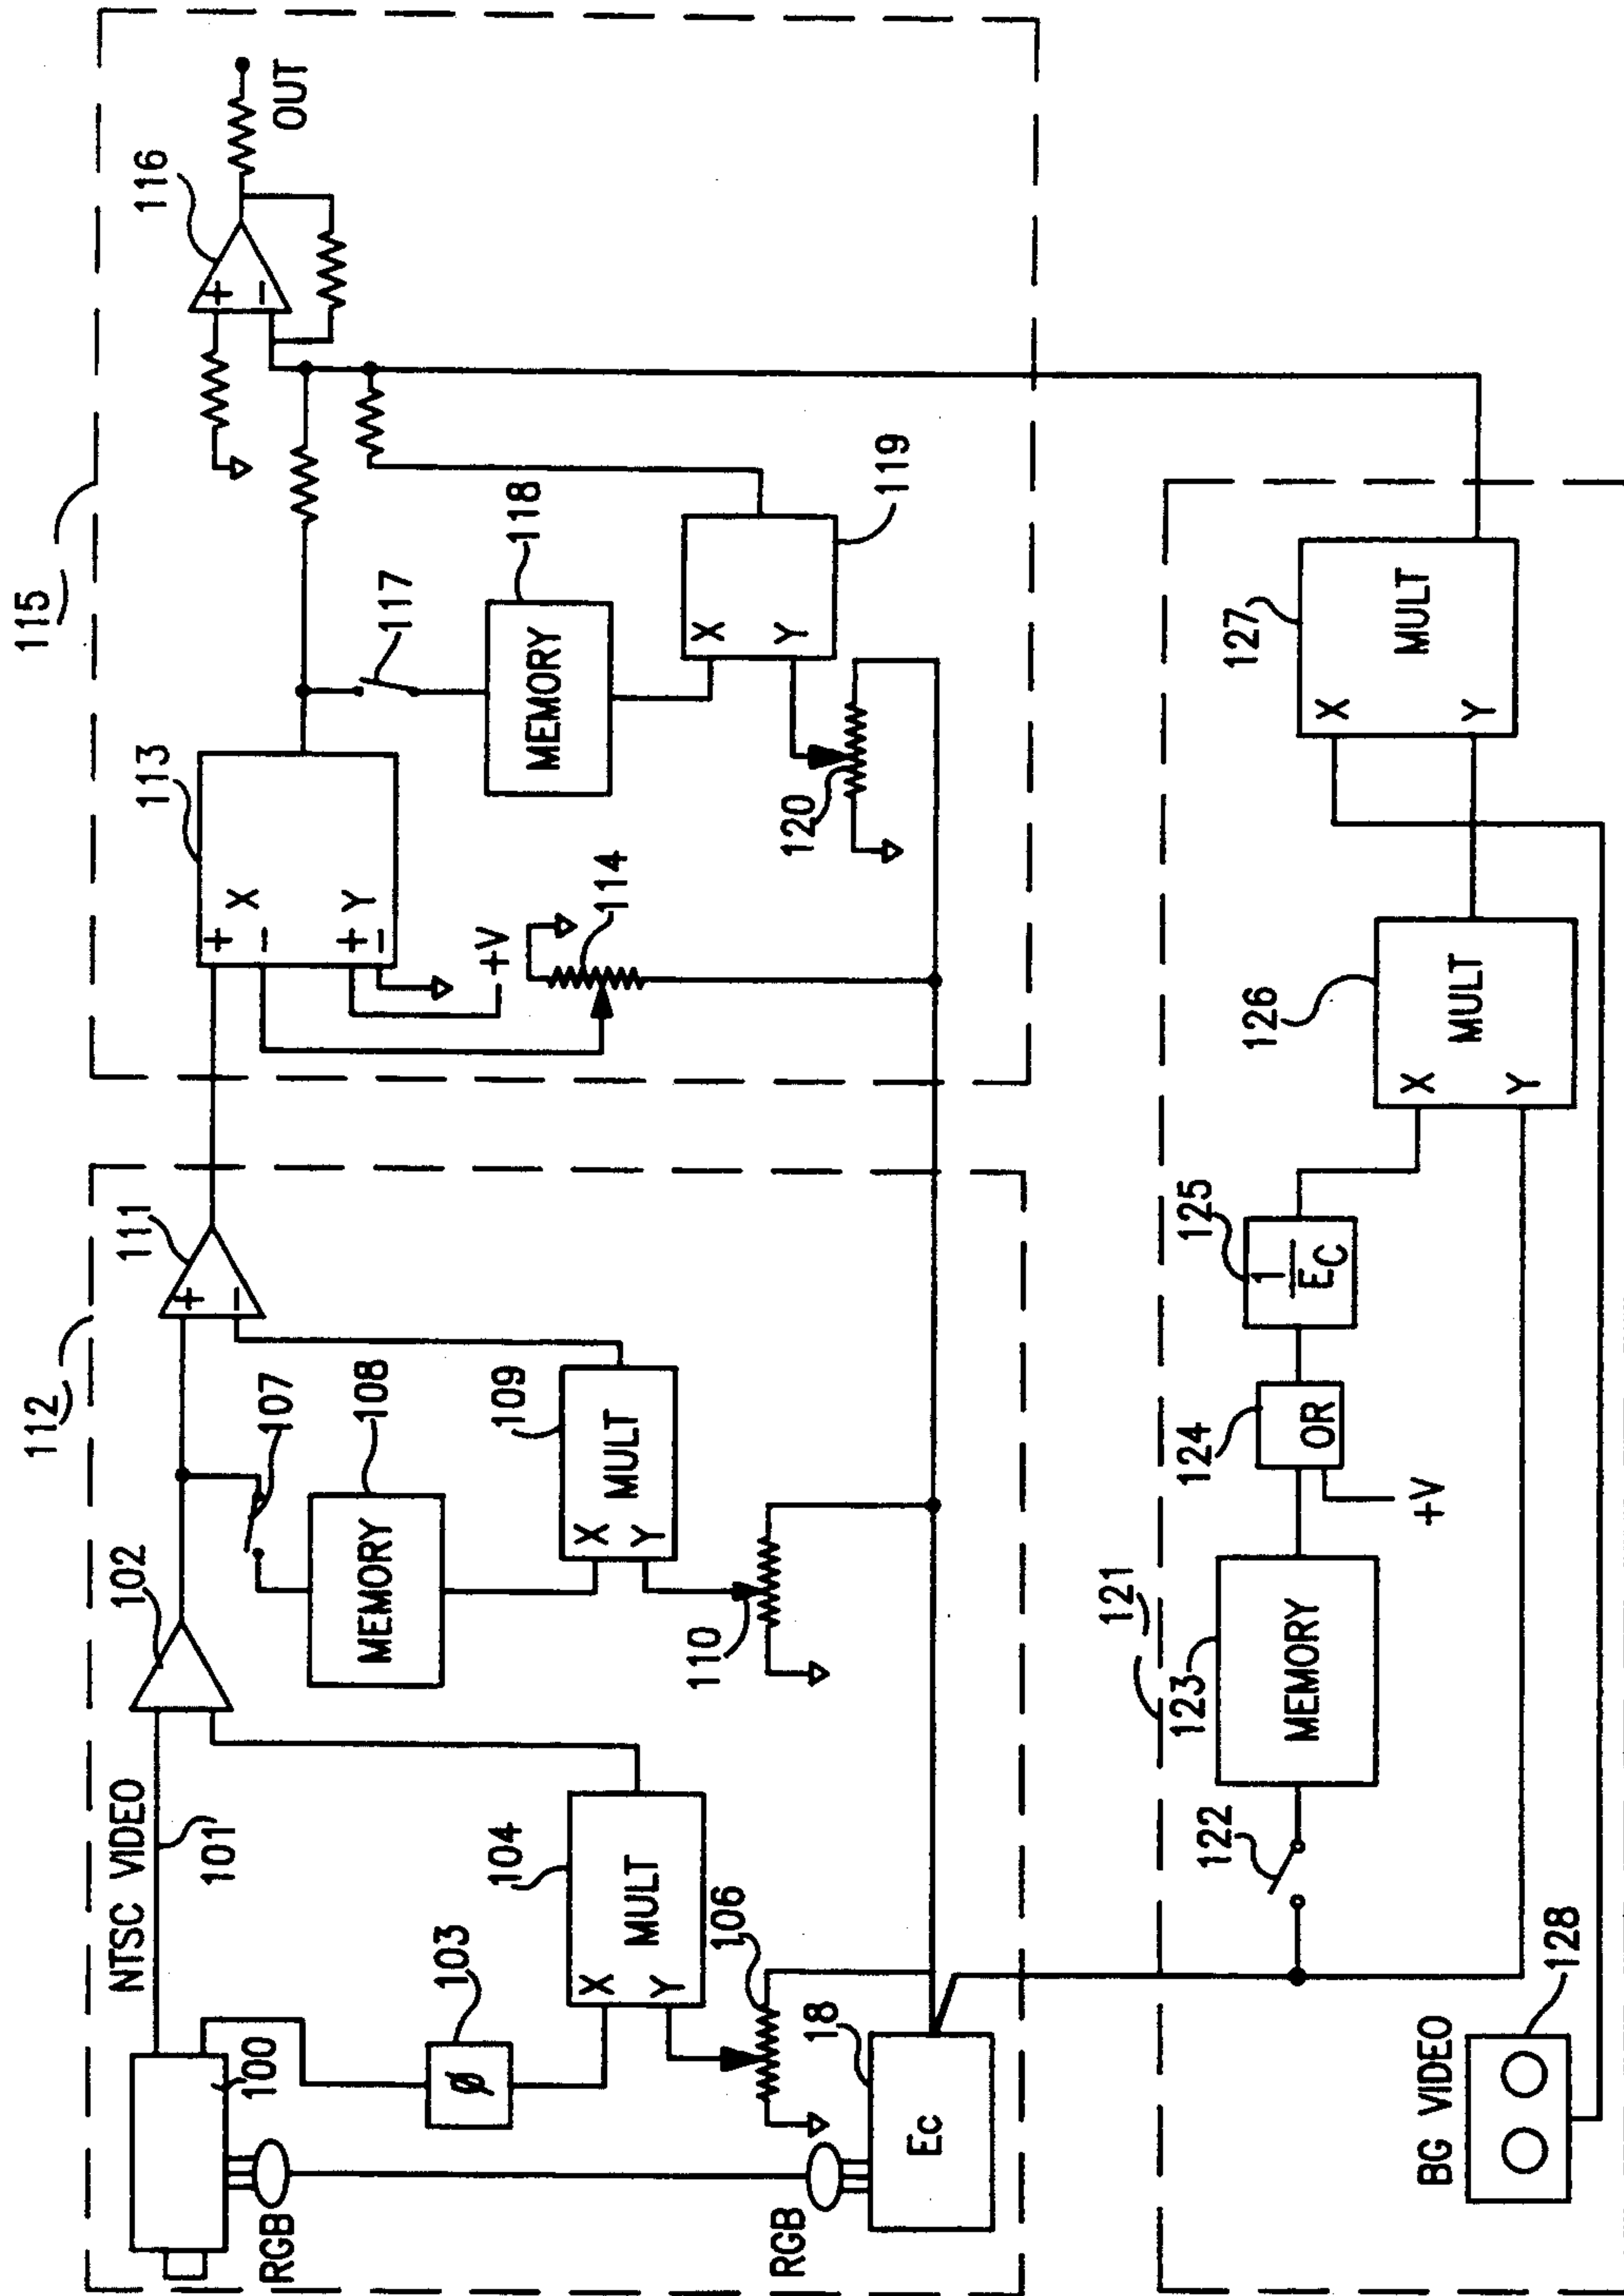 115
116
OUT
113
+
X
−
+
Y
−
+V
114
117
118
MEMORY
X
Y
119
120
+
−
112
NTSC VIDEO
101
102
111
+
−
107
108
MEMORY
109
MULT
X
Y
110
100
RGB
103
Ø
104
MULT
X
Y
106
18
Ec
RGB
121
122
123
MEMORY
124
OR
+V
125
1
EC
126
MULT
X
Y
127
MULT
X
Y
BG VIDEO
128